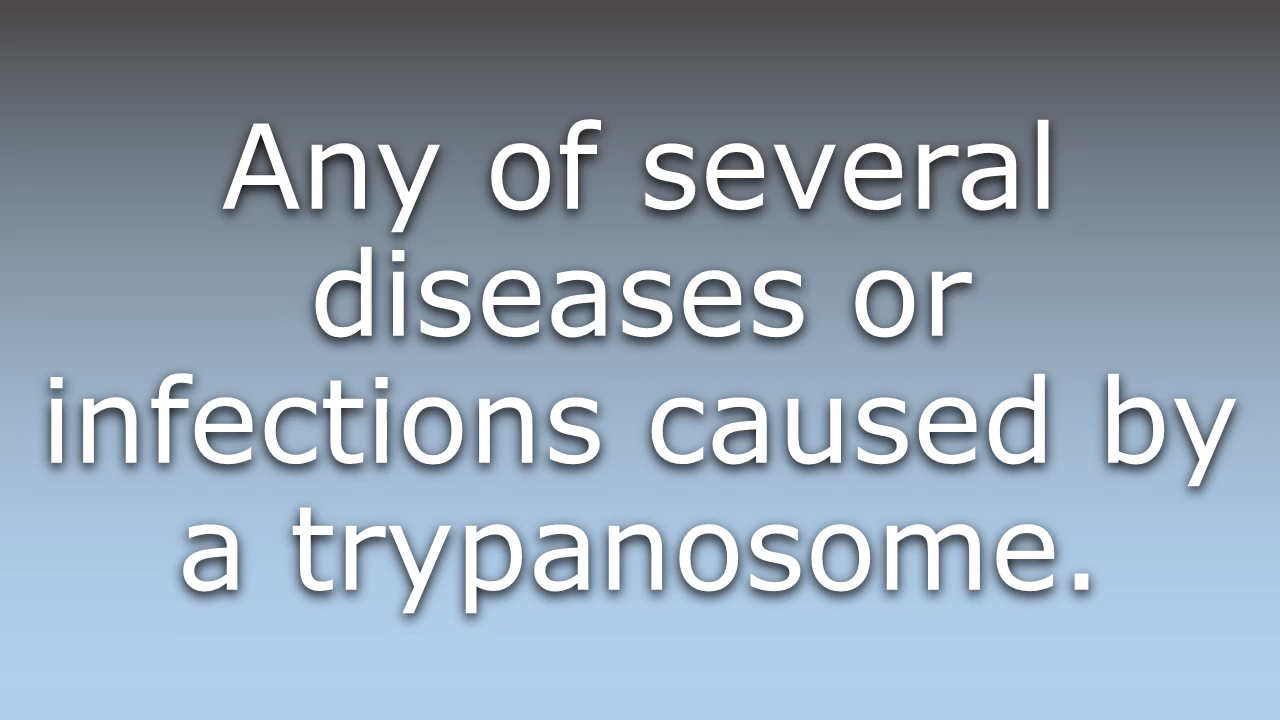 Any of several
diseases or
infections caused by
a trypanosome.